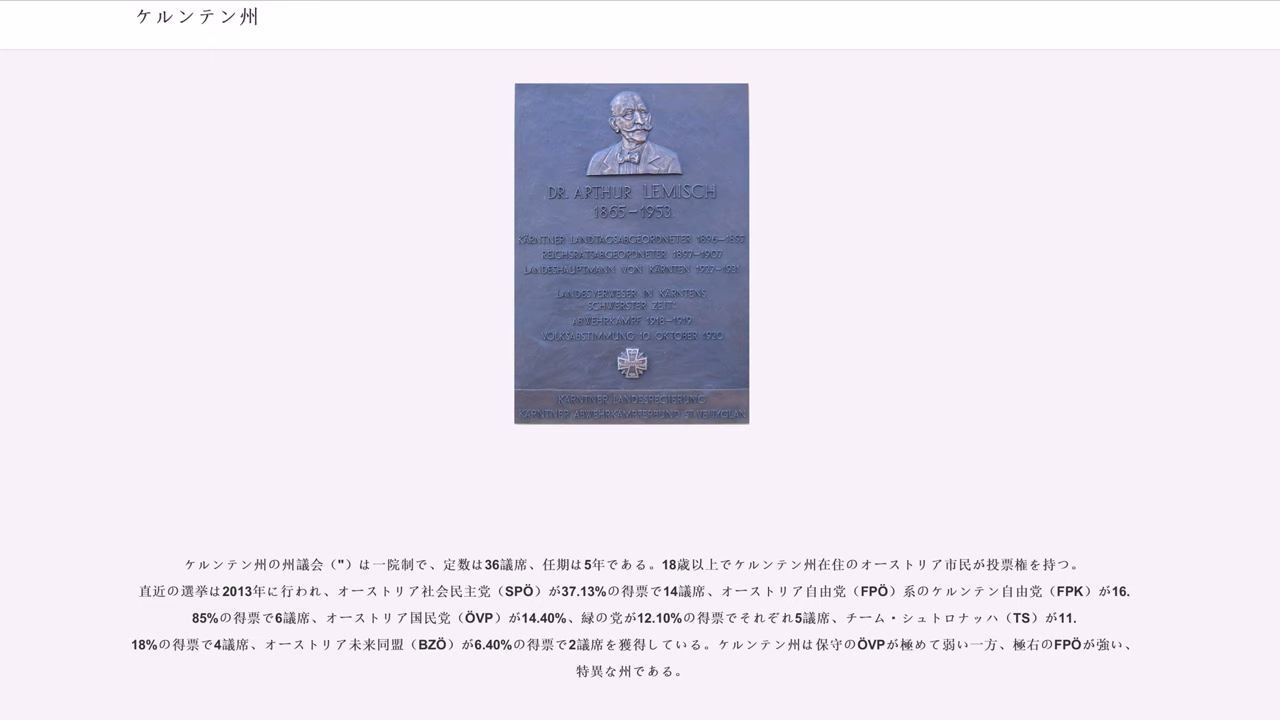 ケルンテン州
DR. ARTHUR LEMISCH
1865–1953
KÄRNTNER LANDTAGSABGEORDNETER 1896–1897
REICHSRATSABGEORDNETER 1897–1907
LANDESHAUPTMANN VON KÄRNTEN 1927–1931
LANDESVERWESER IN KÄRNTENS
"SCHWERSTER ZEIT"
ABWEHRKAMPF 1918–1919
VOLKSABSTIMMUNG 10. OKTOBER 1920
KÄRNTNER LANDESREGIERUNG
KÄRNTNER ABWEHRKÄMPFERBUND ST.VEIT/GLAN
ケルンテン州の州議会（"）は一院制で、定数は36議席、任期は5年である。18歳以上でケルンテン州在住のオーストリア市民が投票権を持つ。
直近の選挙は2013年に行われ、オーストリア社会民主党（SPÖ）が37.13%の得票で14議席、オーストリア自由党（FPÖ）系のケルンテン自由党（FPK）が16.
85%の得票で6議席、オーストリア国民党（ÖVP）が14.40%、緑の党が12.10%の得票でそれぞれ5議席、チーム・シュトロナッハ（TS）が11.
18%の得票で4議席、オーストリア未来同盟（BZÖ）が6.40%の得票で2議席を獲得している。ケルンテン州は保守のÖVPが極めて弱い一方、極右のFPÖが強い、
特異な州である。